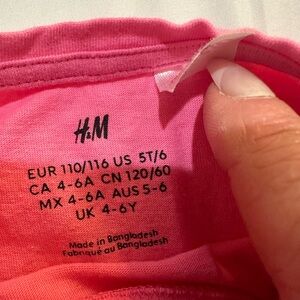 H&M
EUR 110/116 US 5T/6
CA 4-6A CN 120/60
MX 4-6A AUS 5-6
UK 4-6Y
Made in Bangladesh
Fabriqué au Bangladesh